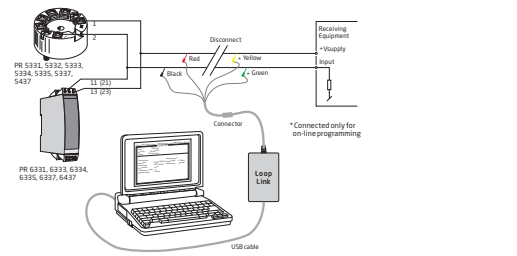 1
2
Disconnect
Receiving
Equipment
+Vsupply
Input
Red
* Yellow
Black
* Green
PR 5331, 5332, 5333,
5334, 5335, 5337,
5437
11 (21)
13 (23)
Connector
* Connected only for
on-line programming
PR 6331, 6333, 6334,
6335, 6337, 6437
Loop
Link
USB cable